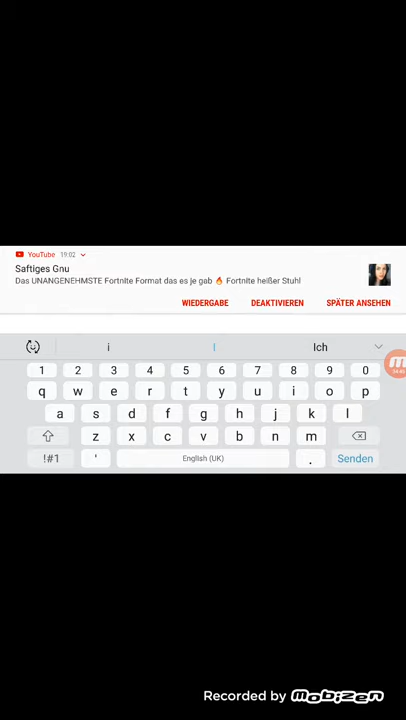 YouTube 19:02
Saftiges Gnu
Das UNANGENEHMSTE Fortnite Format das es je gab 🔥 Fortnite heißer Stuhl
WIEDERGABE DEAKTIVIEREN SPÄTER ANSEHEN
i I Ich
1 2 3 4 5 6 7 8 9 0
q w e r t y u i o p
a s d f g h j k l
z x c v b n m
!#1 ' English (UK) . Senden
Recorded by Mobizen